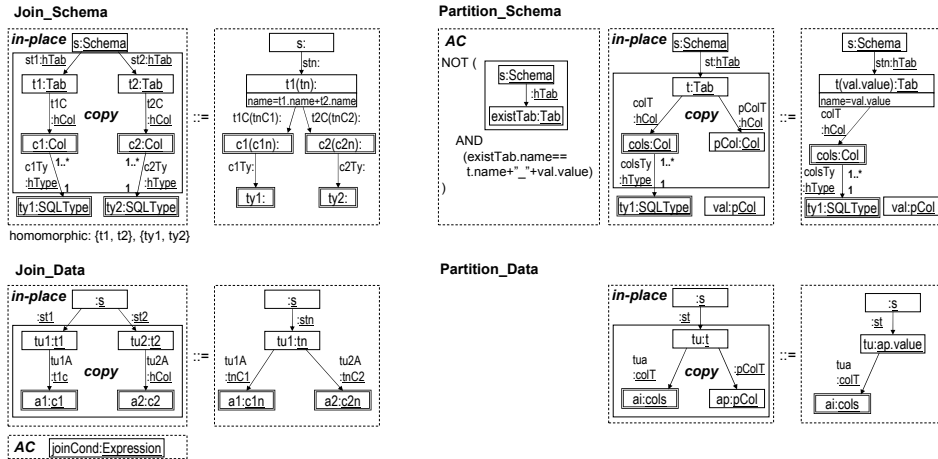 Join_Schema
in-place
s:Schema
st1:hTab
st2:hTab
t1:Tab
t2:Tab
t1C
:hCol
copy
t2C
:hCol
c1:Col
c2:Col
c1Ty
:hType
1..*
1
1..*
c2Ty
:hType
1
ty1:SQLType
ty2:SQLType
homomorphic: {t1, t2}, {ty1, ty2}
::=
s:
stn:
t1(tn):
name=t1.name+t2.name
t1C(tnC1):
t2C(tnC2):
c1(c1n):
c2(c2n):
c1Ty:
c2Ty:
ty1:
ty2:
Partition_Schema
AC
NOT (
s:Schema
:hTab
existTab:Tab
AND
(existTab.name==
t.name+"_"+val.value)
)
in-place
s:Schema
st:hTab
t:Tab
colT
:hCol
copy
pColT
:hCol
cols:Col
pCol:Col
colsTy
:hType
1..*
1
ty1:SQLType
val:pCol
::=
s:Schema
stn:hTab
t(val.value):Tab
name=val.value
colT
:hCol
cols:Col
colsTy
:hType
1..*
1
ty1:SQLType
val:pCol
Join_Data
in-place
:s
:st1
:st2
tu1:t1
tu2:t2
tu1A
:t1c
copy
tu2A
:hCol
a1:c1
a2:c2
::=
:s
:stn
tu1:tn
tu1A
:tnC1
tu2A
:tnC2
a1:c1n
a2:c2n
AC
joinCond:Expression
Partition_Data
in-place
:s
:st
tu:t
tua
:colT
copy
:pColT
ai:cols
ap:pCol
::=
:s
:st
tu:ap.value
tua
:colT
ai:cols